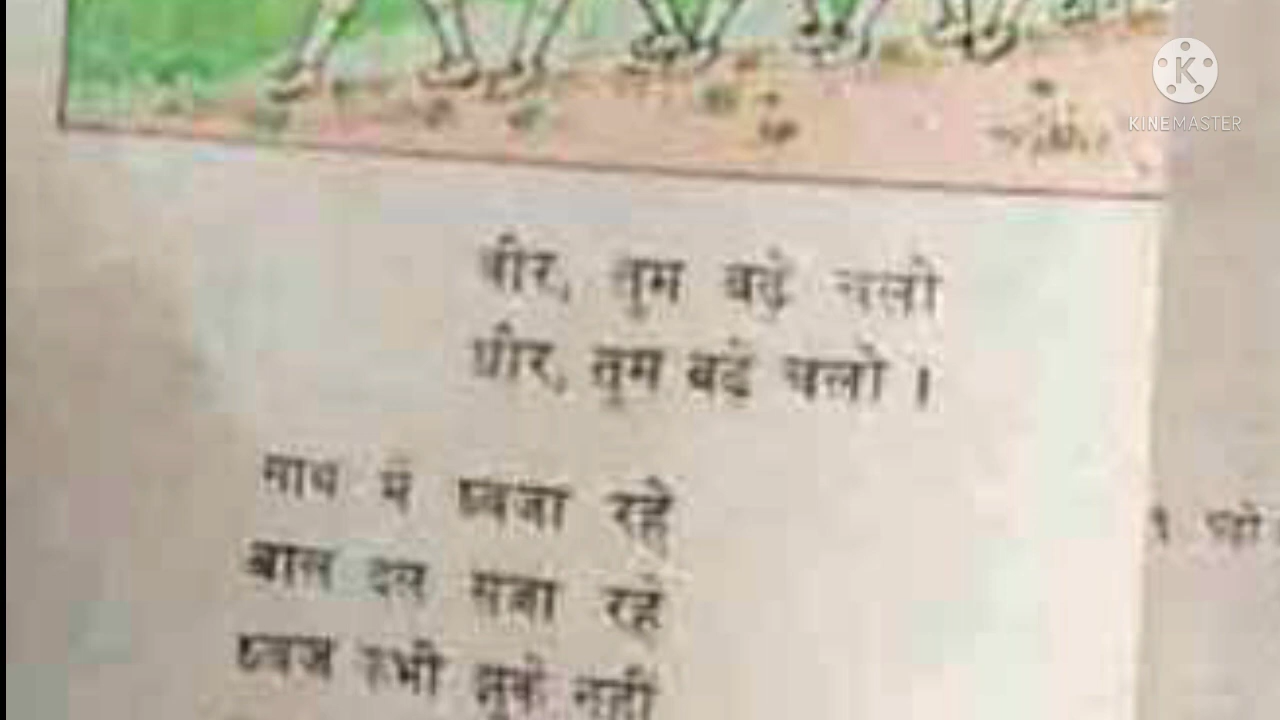 KINEMASTER
वीर, तुम बढ़े चलो
धीर, तुम बढ़े चलो ।
साथ में ध्वजा रहे
बाल दल सजा रहे
ध्वज कभी झुके नहीं